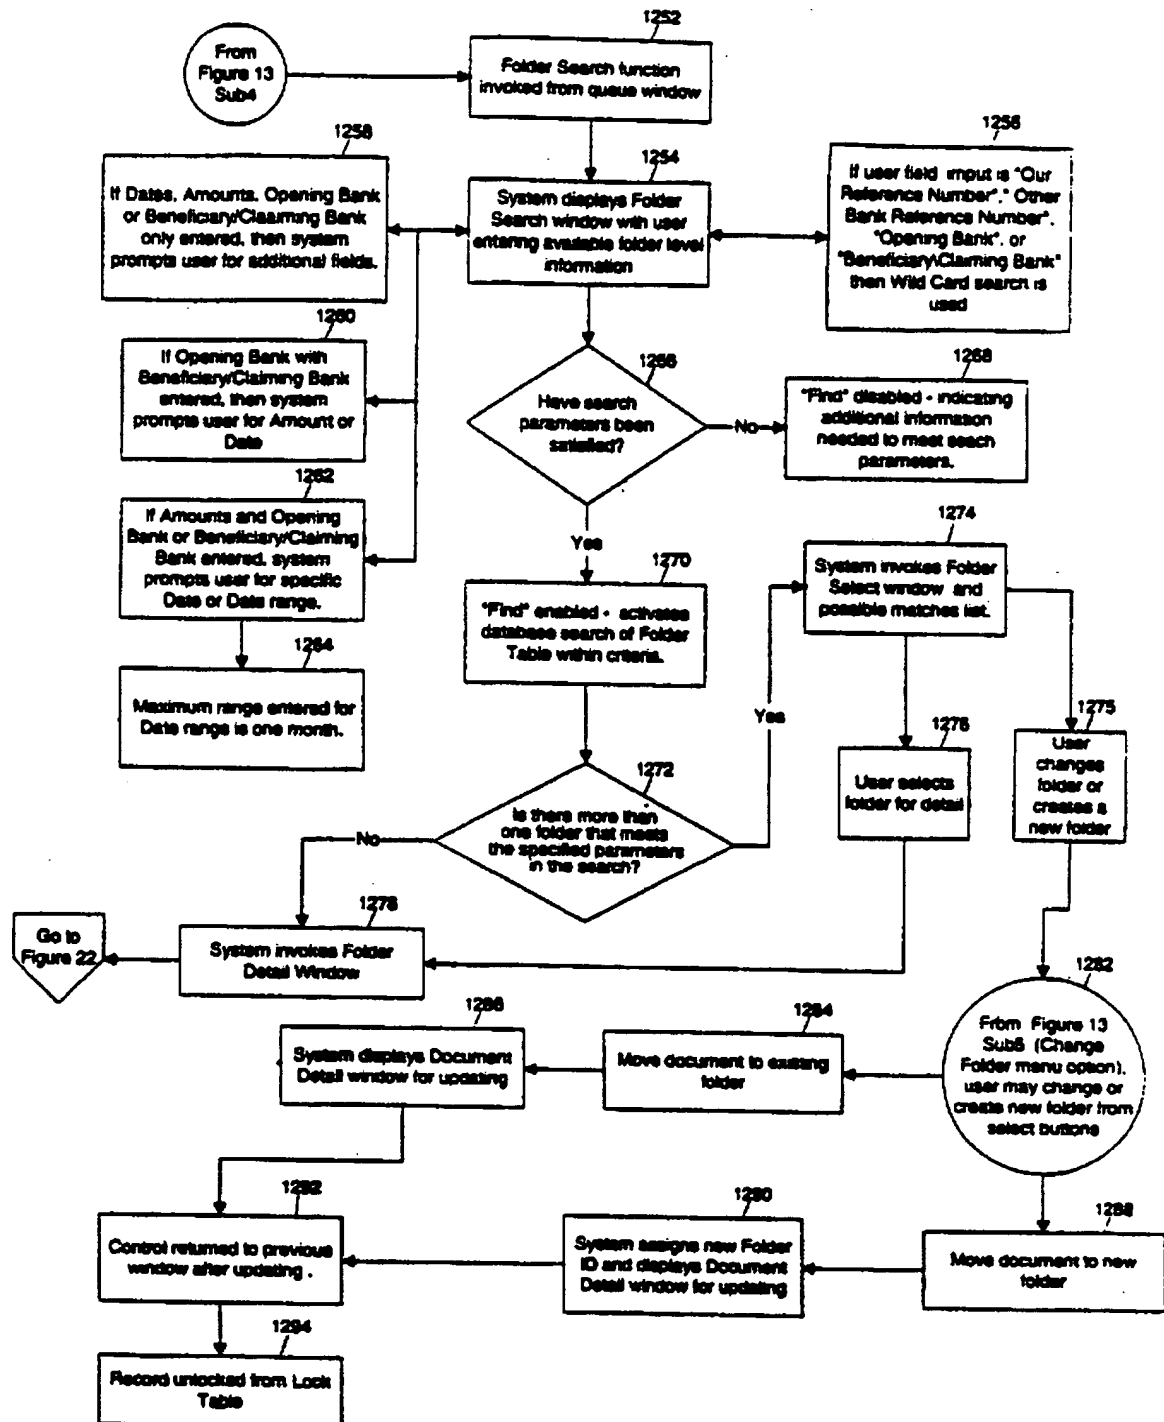 1252
From
Figure 13
Sub4
Folder Search function
invoked from queue window
1258
1254
1256
If Dates, Amounts, Opening Bank
or Beneficiary/Claiming Bank
only entered, then system
prompts user for additional fields.
System displays Folder
Search window with user
entering available folder level
information
If user field imput is "Our
Reference Number"," Other
Bank Reference Number",
"Opening Bank", or
"Beneficiary\Claiming Bank"
then Wild Card search is
used
1260
If Opening Bank with
Beneficiary/Claiming Bank
entered, then system
prompts user for Amount or
Date
1266
Have search
parameters been
satisfied?
No
1268
"Find" disabled - indicating
additional information
needed to meet seach
parameters.
1262
If Amounts and Opening
Bank or Beneficiary/Claiming
Bank entered, system
prompts user for specific
Date or Date range.
Yes
1270
"Find" enabled - activates
database search of Folder
Table within criteria.
1274
System invokes Folder
Select window and
possible matches list.
1264
Maximum range entered for
Date range is one month.
Yes
1276
User selects
folder for detail
1275
User
changes
folder or
creates a
new folder
1272
Is there more than
one folder that meets
the specified parameters
in the search?
No
1278
System invokes Folder
Detail Window
Go to
Figure 22
1282
From Figure 13
Sub5 (Change
Folder menu option),
user may change or
create new folder from
select buttons
1284
Move document to existing
folder
1286
System displays Document
Detail window for updating
1288
Move document to new
folder
1290
System assigns new Folder
ID and displays Document
Detail window for updating
1292
Control returned to previous
window after updating .
1294
Record unlocked from Lock
Table